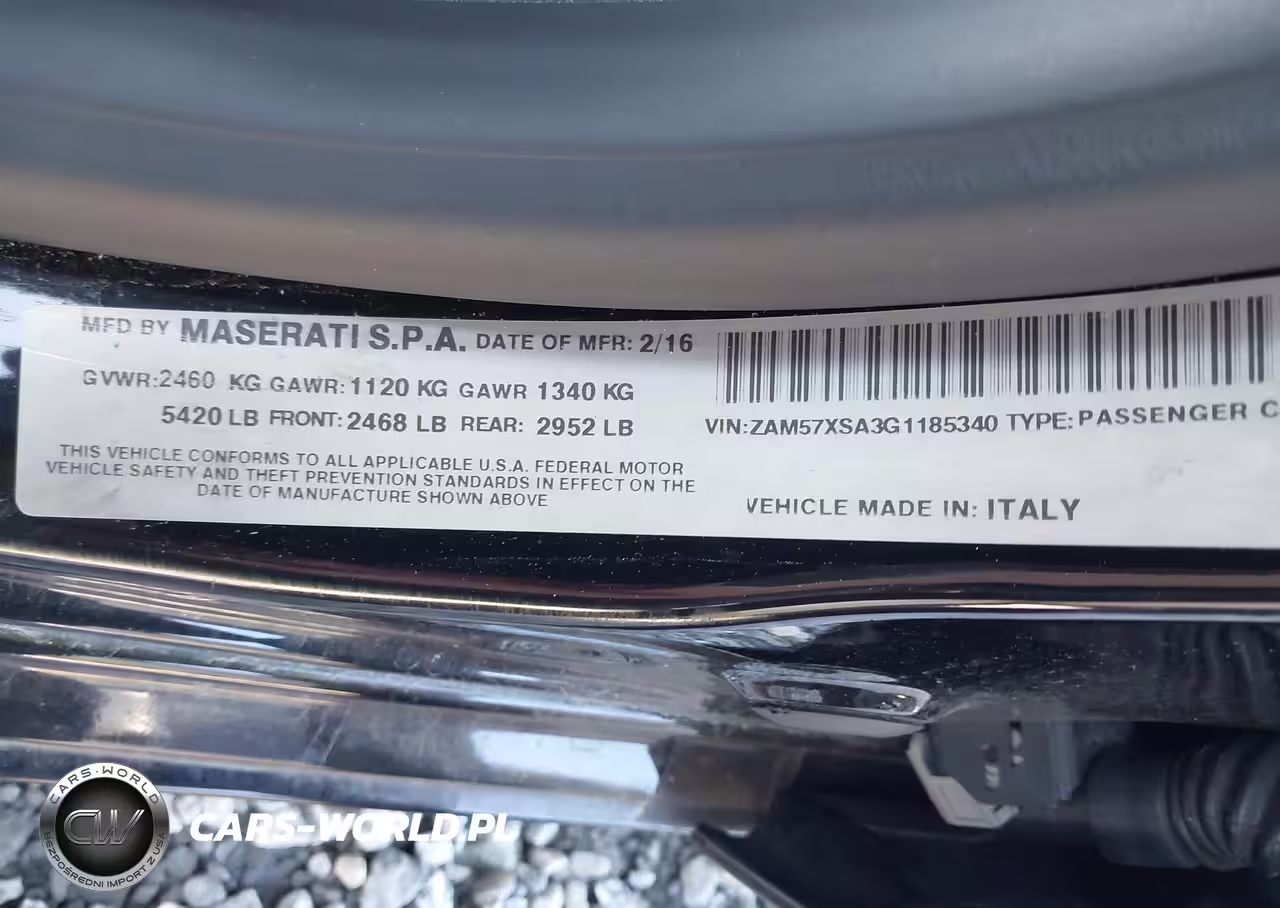 MFD BY MASERATI S.P.A. DATE OF MFR: 2/16
GVWR:2460 KG GAWR: 1120 KG GAWR 1340 KG
5420 LB FRONT: 2468 LB REAR: 2952 LB
THIS VEHICLE CONFORMS TO ALL APPLICABLE U.S.A. FEDERAL MOTOR
VEHICLE SAFETY AND THEFT PREVENTION STANDARDS IN EFFECT ON THE
DATE OF MANUFACTURE SHOWN ABOVE
VIN:ZAM57XSA3G1185340 TYPE: PASSENGER C
VEHICLE MADE IN: ITALY
CARS-WORLD
CW
BEZPOŚREDNI IMPORT Z USA
CARS-WORLD.PL